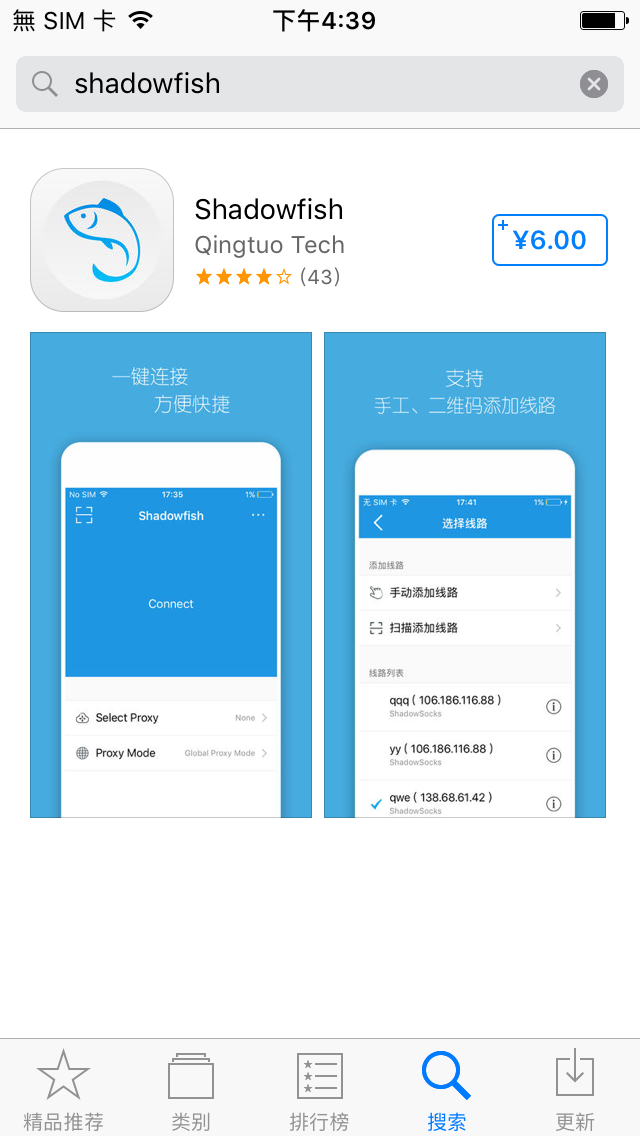 無 SIM 卡 下午4:39
shadowfish
Shadowfish
Qingtuo Tech
(43)
+
¥6.00
一键连接
方便快捷
No SIM 17:35 1%
Shadowfish
Connect
Select Proxy None
Proxy Mode Global Proxy Mode
支持
手工、二维码添加线路
无 SIM 卡 17:41 1%
选择线路
添加线路
手动添加线路
扫描添加线路
线路列表
qqq ( 106.186.116.88 )
ShadowSocks
yy ( 106.186.116.88 )
ShadowSocks
qwe ( 138.68.61.42 )
ShadowSocks
精品推荐 类别 排行榜 搜索 更新